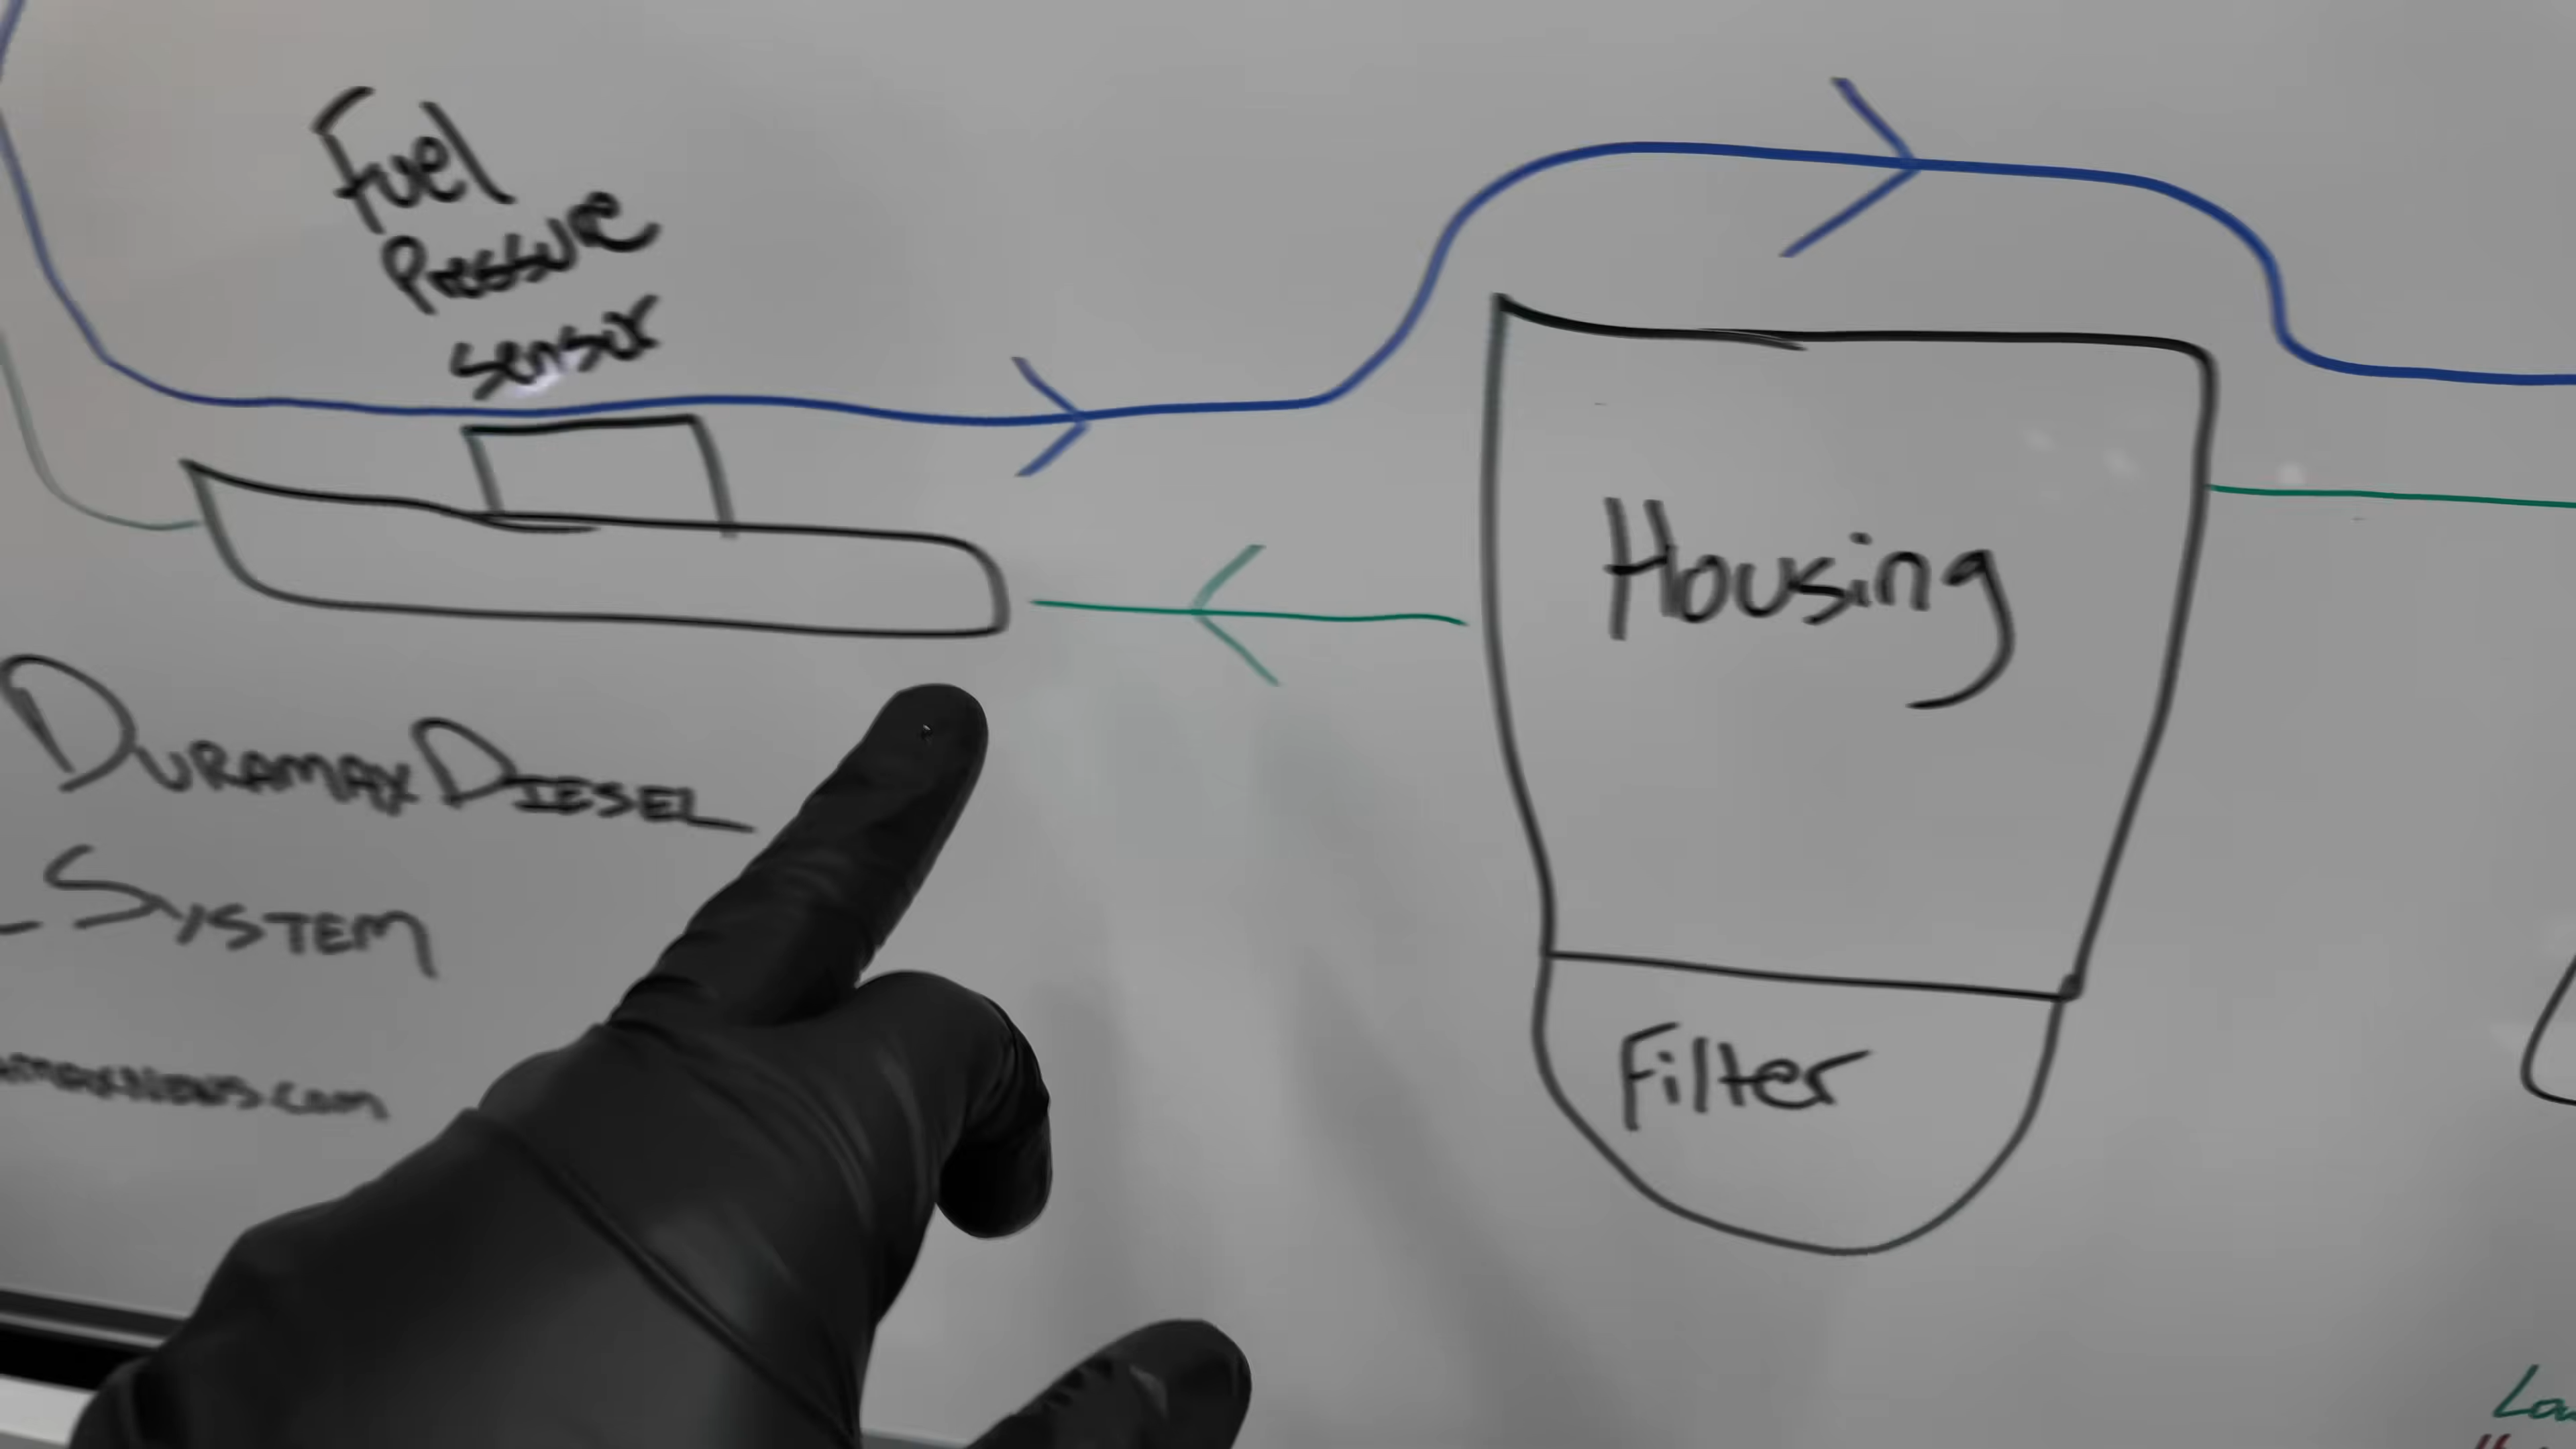 Fuel
Pressure
sensor
Housing
DURAMAX DIESEL
SYSTEM
Filter